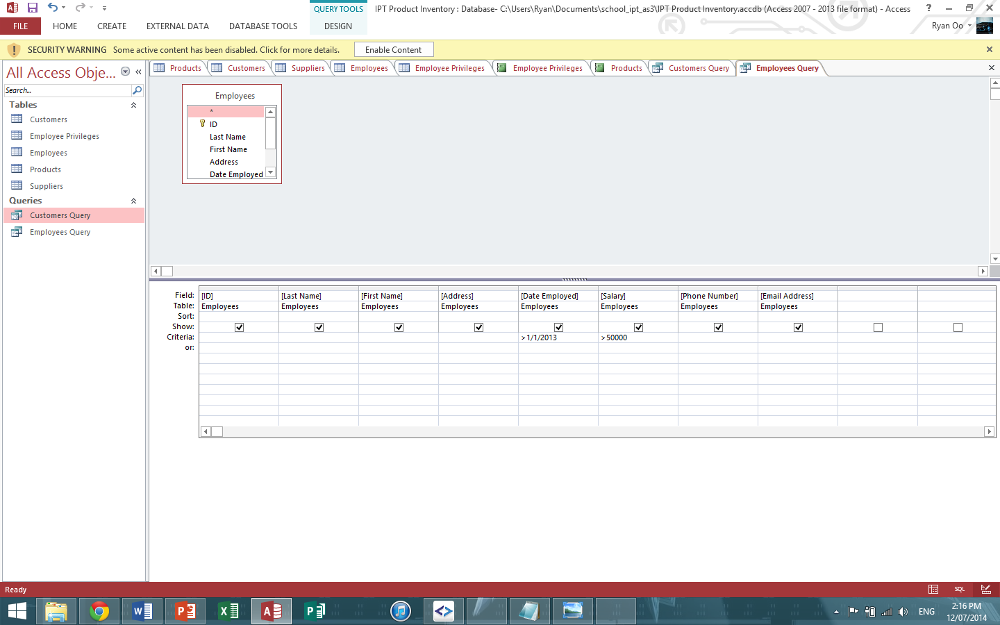 QUERY TOOLS
IPT Product Inventory : Database- C:\Users\Ryan\Documents\school_ipt_as3\IPT Product Inventory.accdb (Access 2007 - 2013 file format) - Access
?
FILE HOME CREATE EXTERNAL DATA DATABASE TOOLS DESIGN
Ryan Oo
SECURITY WARNING Some active content has been disabled. Click for more details. Enable Content
All Access Obje...
Search...
Tables
Customers
Employee Privileges
Employees
Products
Suppliers
Queries
Customers Query
Employees Query
Products Customers Suppliers Employees Employee Privileges Employee Privileges Products Customers Query Employees Query
Employees
*
ID
Last Name
First Name
Address
Date Employed
Field: [ID] [Last Name] [First Name] [Address] [Date Employed] [Salary] [Phone Number] [Email Address]
Table: Employees Employees Employees Employees Employees Employees Employees Employees
Sort:
Show:
Criteria: >1/1/2013 >50000
or:
Ready
SQL
ENG
2:16 PM
12/07/2014